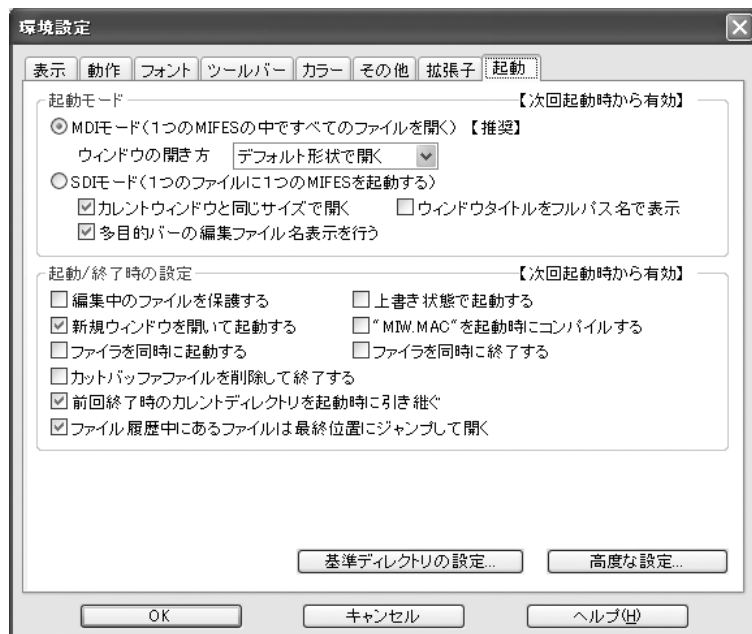 環境設定
表示 動作 フォント ツールバー カラー その他 拡張子 起動
起動モード 【次回起動時から有効】
MDIモード(1つのMIFESの中ですべてのファイルを開く) 【推奨】
ウィンドウの開き方 デフォルト形状で開く
SDIモード(1つのファイルに1つのMIFESを起動する)
カレントウィンドウと同じサイズで開く ウィンドウタイトルをフルパス名で表示
多目的バーの編集ファイル名表示を行う
起動/終了時の設定 【次回起動時から有効】
編集中のファイルを保護する 上書き状態で起動する
新規ウィンドウを開いて起動する "MIW.MAC"を起動時にコンパイルする
ファイラを同時に起動する ファイラを同時に終了する
カットバッファファイルを削除して終了する
前回終了時のカレントディレクトリを起動時に引き継ぐ
ファイル履歴中にあるファイルは最終位置にジャンプして開く
基準ディレクトリの設定... 高度な設定...
OK キャンセル ヘルプ(H)